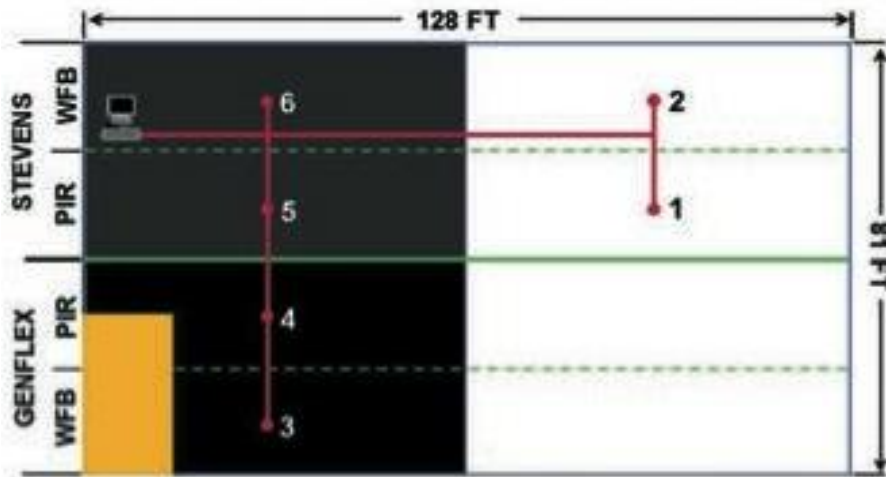 128 FT
STEVENS
WFB
PIR
GENFLEX
PIR
WFB
6
2
5
1
4
3
81 FT